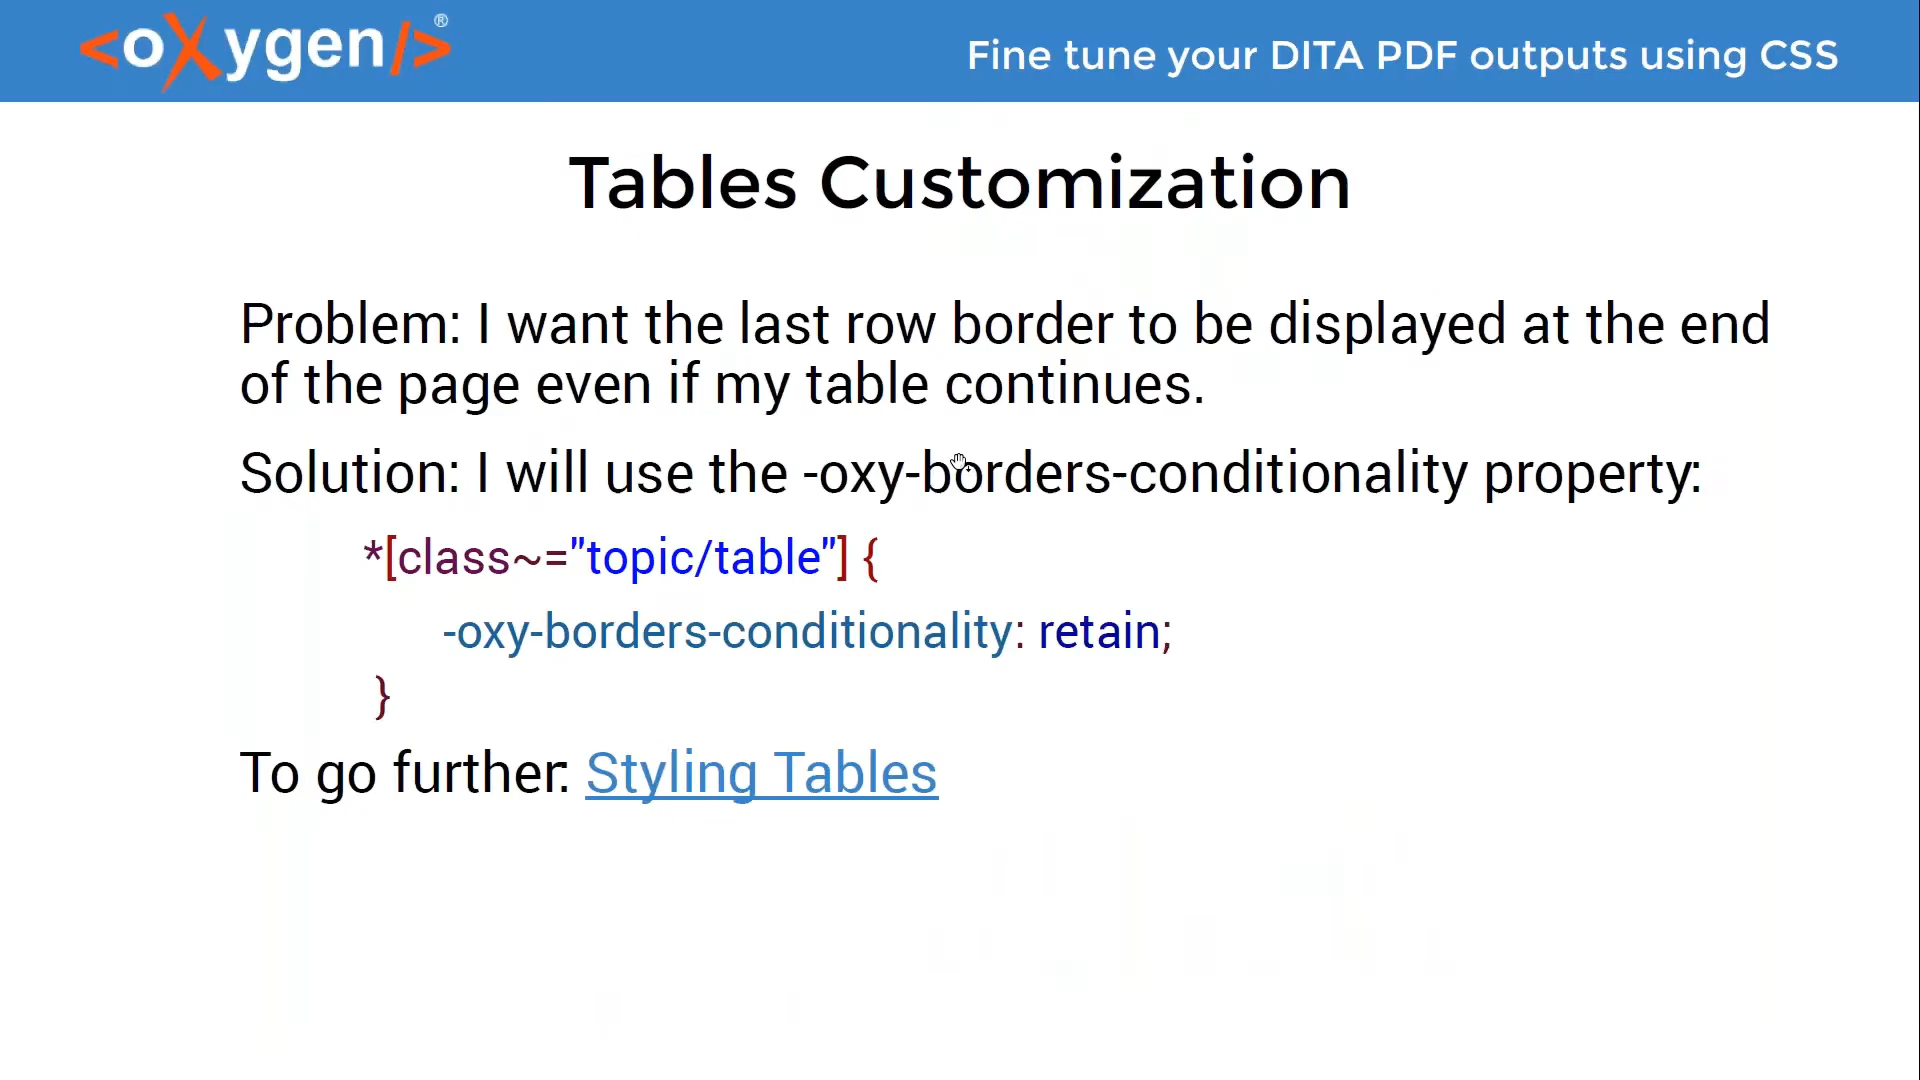 <oXygen/>®
Fine tune your DITA PDF outputs using CSS
Tables Customization
Problem: I want the last row border to be displayed at the end
of the page even if my table continues.
Solution: I will use the -oxy-borders-conditionality property:
*[class~="topic/table"] {
-oxy-borders-conditionality: retain;
}
To go further: Styling Tables